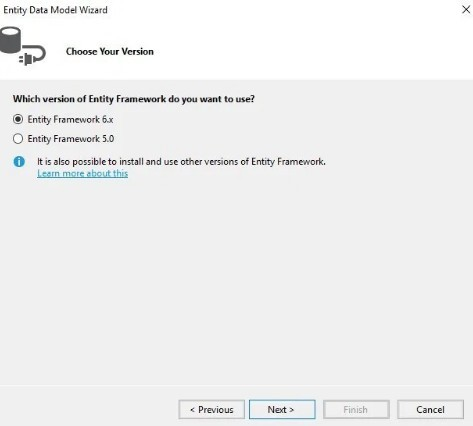 Entity Data Model Wizard
Choose Your Version
Which version of Entity Framework do you want to use?
Entity Framework 6.x
Entity Framework 5.0
It is also possible to install and use other versions of Entity Framework.
Learn more about this
< Previous
Next >
Finish
Cancel